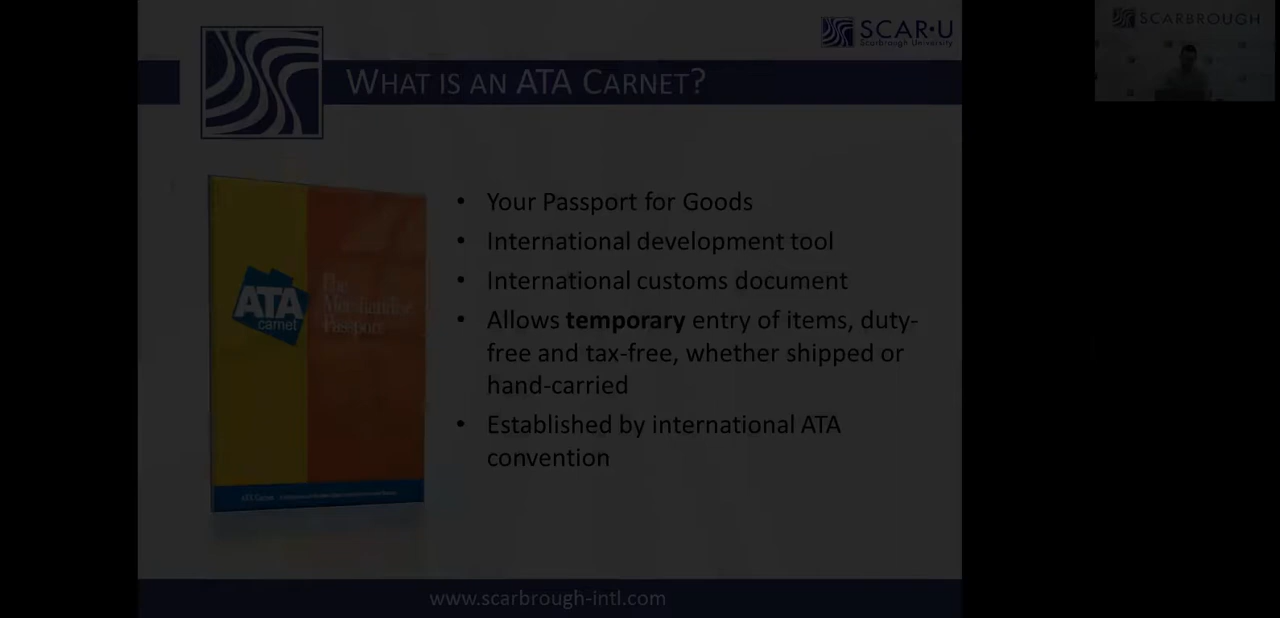 SCAR•U
Scarbrough University
SCARBROUGH
WHAT IS AN ATA CARNET?
• Your Passport for Goods
• International development tool
• International customs document
• Allows temporary entry of items, duty-
free and tax-free, whether shipped or
hand-carried
• Established by international ATA
convention
ATA
carnet
The
Merchandise
Passport
www.scarbrough-intl.com